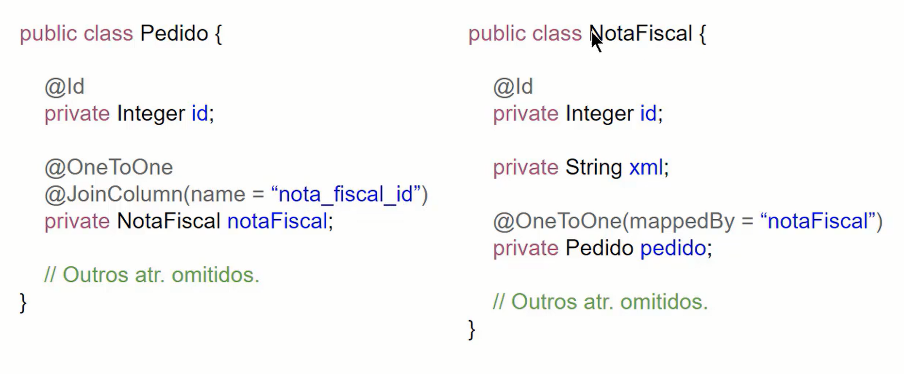 public class Pedido {
@Id
private Integer id;
@OneToOne
@JoinColumn(name = “nota_fiscal_id”)
private NotaFiscal notaFiscal;
// Outros atr. omitidos.
}
public class NotaFiscal {
@Id
private Integer id;
private String xml;
@OneToOne(mappedBy = “notaFiscal”)
private Pedido pedido;
// Outros atr. omitidos.
}